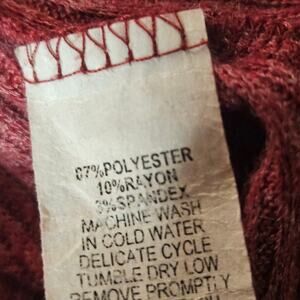 87%POLYESTER
10%RAYON
3%SPANDEX
MACHINE WASH
IN COLD WATER
DELICATE CYCLE
TUMBLE DRY LOW
REMOVE PROMPTLY